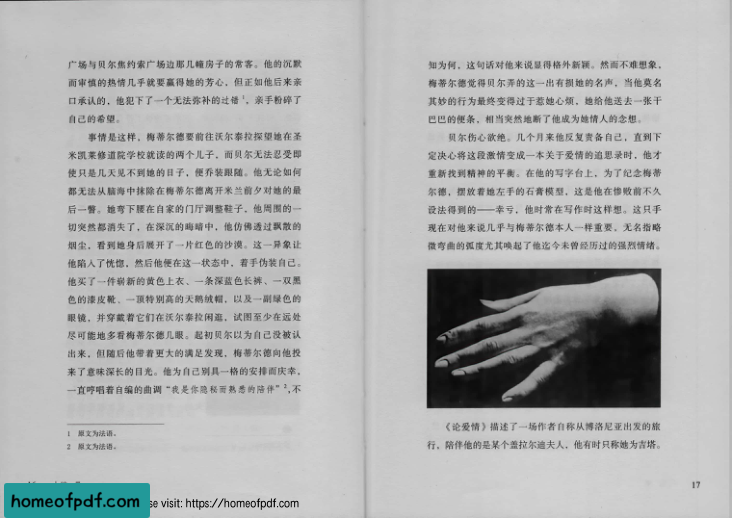 广场与贝尔焦约索广场边那几幢房子的常客。他的沉默
而审慎的热情几乎就要赢得她的芳心，但正如他后来亲
口承认的，他犯下了一个无法弥补的过错1，亲手粉碎了
自己的希望。
事情是这样，梅蒂尔德要前往沃尔泰拉探望她在圣
米凯莱修道院学校就读的两个儿子，而贝尔无法忍受即
使只是几天见不到她的日子，便乔装跟随。他无论如何
都无法从脑海中抹除在梅蒂尔德离开米兰前夕对她的最
后一瞥。她弯下腰在自家的门厅调整鞋子，他周围的一
切突然都消失了，在深沉的晦暗中，他仿佛透过飘散的
烟尘，看到她身后展开了一片红色的沙漠。这一异象让
他陷入了恍惚，然后他便在这一状态中，着手伪装自己。
他买了一件崭新的黄色上衣、一条深蓝色长裤、一双黑
色的漆皮靴、一顶特别高的天鹅绒帽，以及一副绿色的
眼镜，并穿戴着它们在沃尔泰拉闲逛，试图至少在远处
尽可能地多看梅蒂尔德几眼。起初贝尔以为自己没被认
出来，但随后他带着更大的满足发现，梅蒂尔德向他投
来了意味深长的目光。他为自己别具一格的安排而庆幸，
一直哼唱着自编的曲调“我是你隐秘而熟悉的陪伴”2，不
1 原文为法语。
2 原文为法语。
知为何，这句话对他来说显得格外新颖。然而不难想象，
梅蒂尔德觉得贝尔弄的这一出有损她的名声，当他莫名
其妙的行为最终变得过于惹她心烦，她给他送去一张干
巴巴的便条，相当突然地断了他成为她情人的念想。
贝尔伤心欲绝。几个月来他反复责备自己，直到下
定决心将这段激情变成一本关于爱情的追思录时，他才
重新找到精神的平衡。在他的写字台上，为了纪念梅蒂
尔德，摆放着她左手的石膏模型，这是他在惨败前不久
设法得到的——幸亏，他时常在写作时这样想。这只手
现在对他来说几乎与梅蒂尔德本人一样重要，无名指略
微弯曲的弧度尤其唤起了他迄今未曾经历过的强烈情绪。
《论爱情》描述了一场作者自称从博洛尼亚出发的旅
行，陪伴他的是某个盖拉尔迪夫人，他有时只称她为吉塔。
17
homeofpdf.com
se visit: https://homeofpdf.com